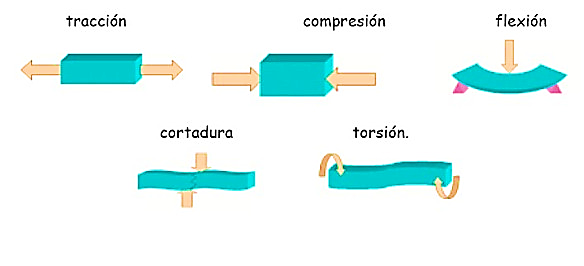 tracción
compresión
flexión
cortadura
torsión.